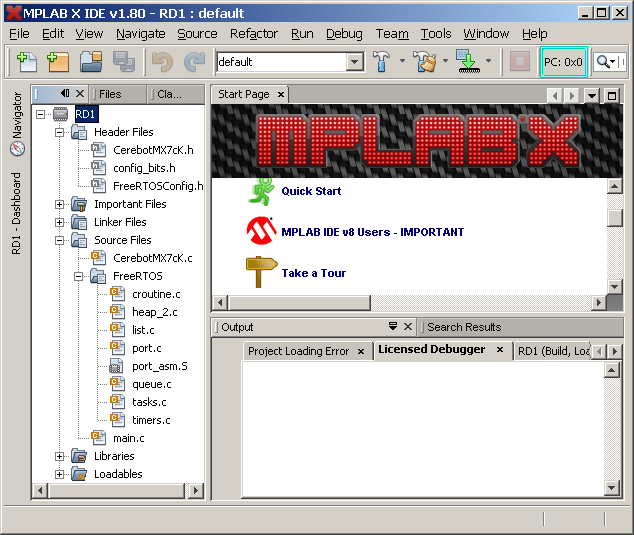 MPLAB X IDE v1.80 - RD1 : default
File Edit View Navigate Source Refactor Run Debug Team Tools Window Help
default
PC: 0x0
Files
Cla...
Navigator
RD1 - Dashboard
RD1
Header Files
CerebotMX7cK.h
config_bits.h
FreeRTOSConfig.h
Important Files
Linker Files
Source Files
CerebotMX7cK.c
FreeRTOS
croutine.c
heap_2.c
list.c
port.c
port_asm.S
queue.c
tasks.c
timers.c
main.c
Libraries
Loadables
Start Page
MPLAB X
Quick Start
MPLAB IDE v8 Users - IMPORTANT
Take a Tour
Output
Search Results
Project Loading Error
Licensed Debugger
RD1 (Build, Loa